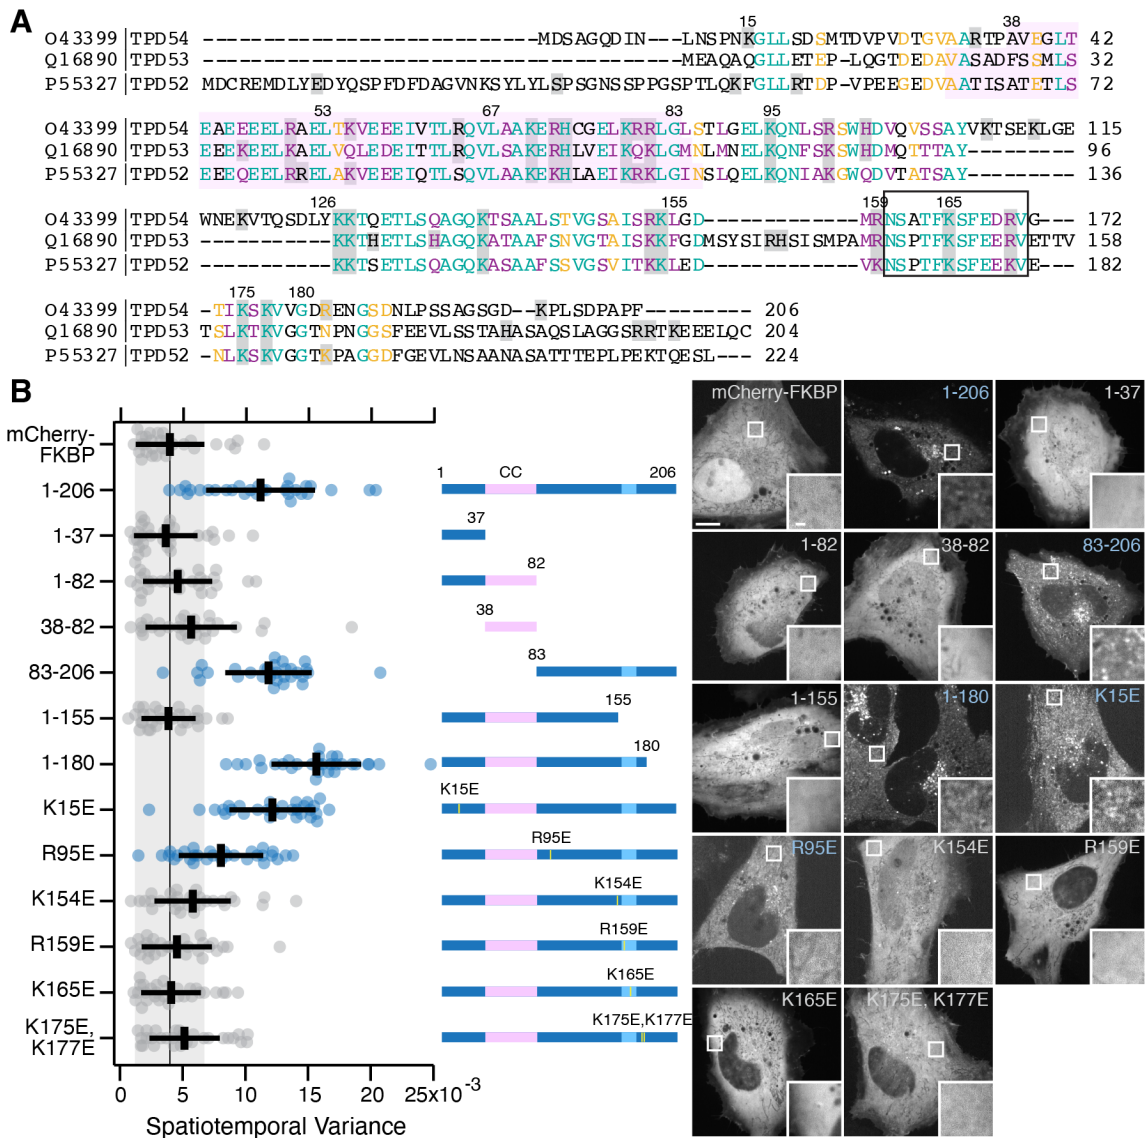 A
15 38
O43399 TPD54 ---------------------MDSAGQDIN---LNSPNKGLLSDSMTDVPVDTGVAARTPAVEGLT 42
Q16890 TPD53 ------------------------------MEAQAQGLLETEP-LQGTDEDAVASADFSSMLS 32
P55327 TPD52 MDCREMDLYEDYQSPFDFDAGVNKSYLYLSPSGNSSPPGSPTLQKFGLLRTDP-VPEEGEDVAATISATETLS 72
53 67 83 95
O43399 TPD54 EAEEEELRAELTKVEEEIVTLRQVLAAKERHCGELKRRLGLSTLGELKQNLSRSWHDVQVSSAYVKTSEKLGE 115
Q16890 TPD53 EEEKEELKAELVQLEDEITTLRQVLSAKERHLVEIKQKLGMNLMNELKQNFSKSWHDMQTTTAY--------- 96
P55327 TPD52 EEEQEELRRELAKVEEEIQTLSQVLAAKEKHLAEIKRKLGINSLQELKQNIAKGWQDVTATSAY--------- 136
126 155 159 165
O43399 TPD54 WNEKVTQSDLYKKTQETLSQAGQKTSAALSTVGSAISRKLGD-------------MRNSATFKSFEDRVG--- 172
Q16890 TPD53 -----------KKTHETLSHAGQKATAAFSNVGTAISKKFGDMSYSIRHSISMPAMRNSPTFKSFEERVETTV 158
P55327 TPD52 -----------KKTSETLSQAGQKASAAFSSVGSVITKKLED-------------VKNSPTFKSFEEKVE--- 182
175 180
O43399 TPD54 -TIKSKVVGDRENGSDNLPSSAGSGD--KPLSDPAPF------ 206
Q16890 TPD53 TSLKTKVGGTNPNGGSFEEVLSSTAHASAQSLAGGSRRTKEEELQC 204
P55327 TPD52 -NLKSKVGGTKPAGGDFGEVLNSAANASATTTEPLPEKTQESL--- 224
B
mCherry-
FKBP
1-206
1-37
1-82
38-82
83-206
1-155
1-180
K15E
R95E
K154E
R159E
K165E
K175E,
K177E
0 5 10 15 20 25x10⁻³
Spatiotemporal Variance
1 CC 206
37
82
38
83
155
180
K15E
R95E
K154E
R159E
K165E
K175E,K177E
mCherry-FKBP 1-206 1-37
1-82 38-82 83-206
1-155 1-180 K15E
R95E K154E R159E
K165E K175E, K177E